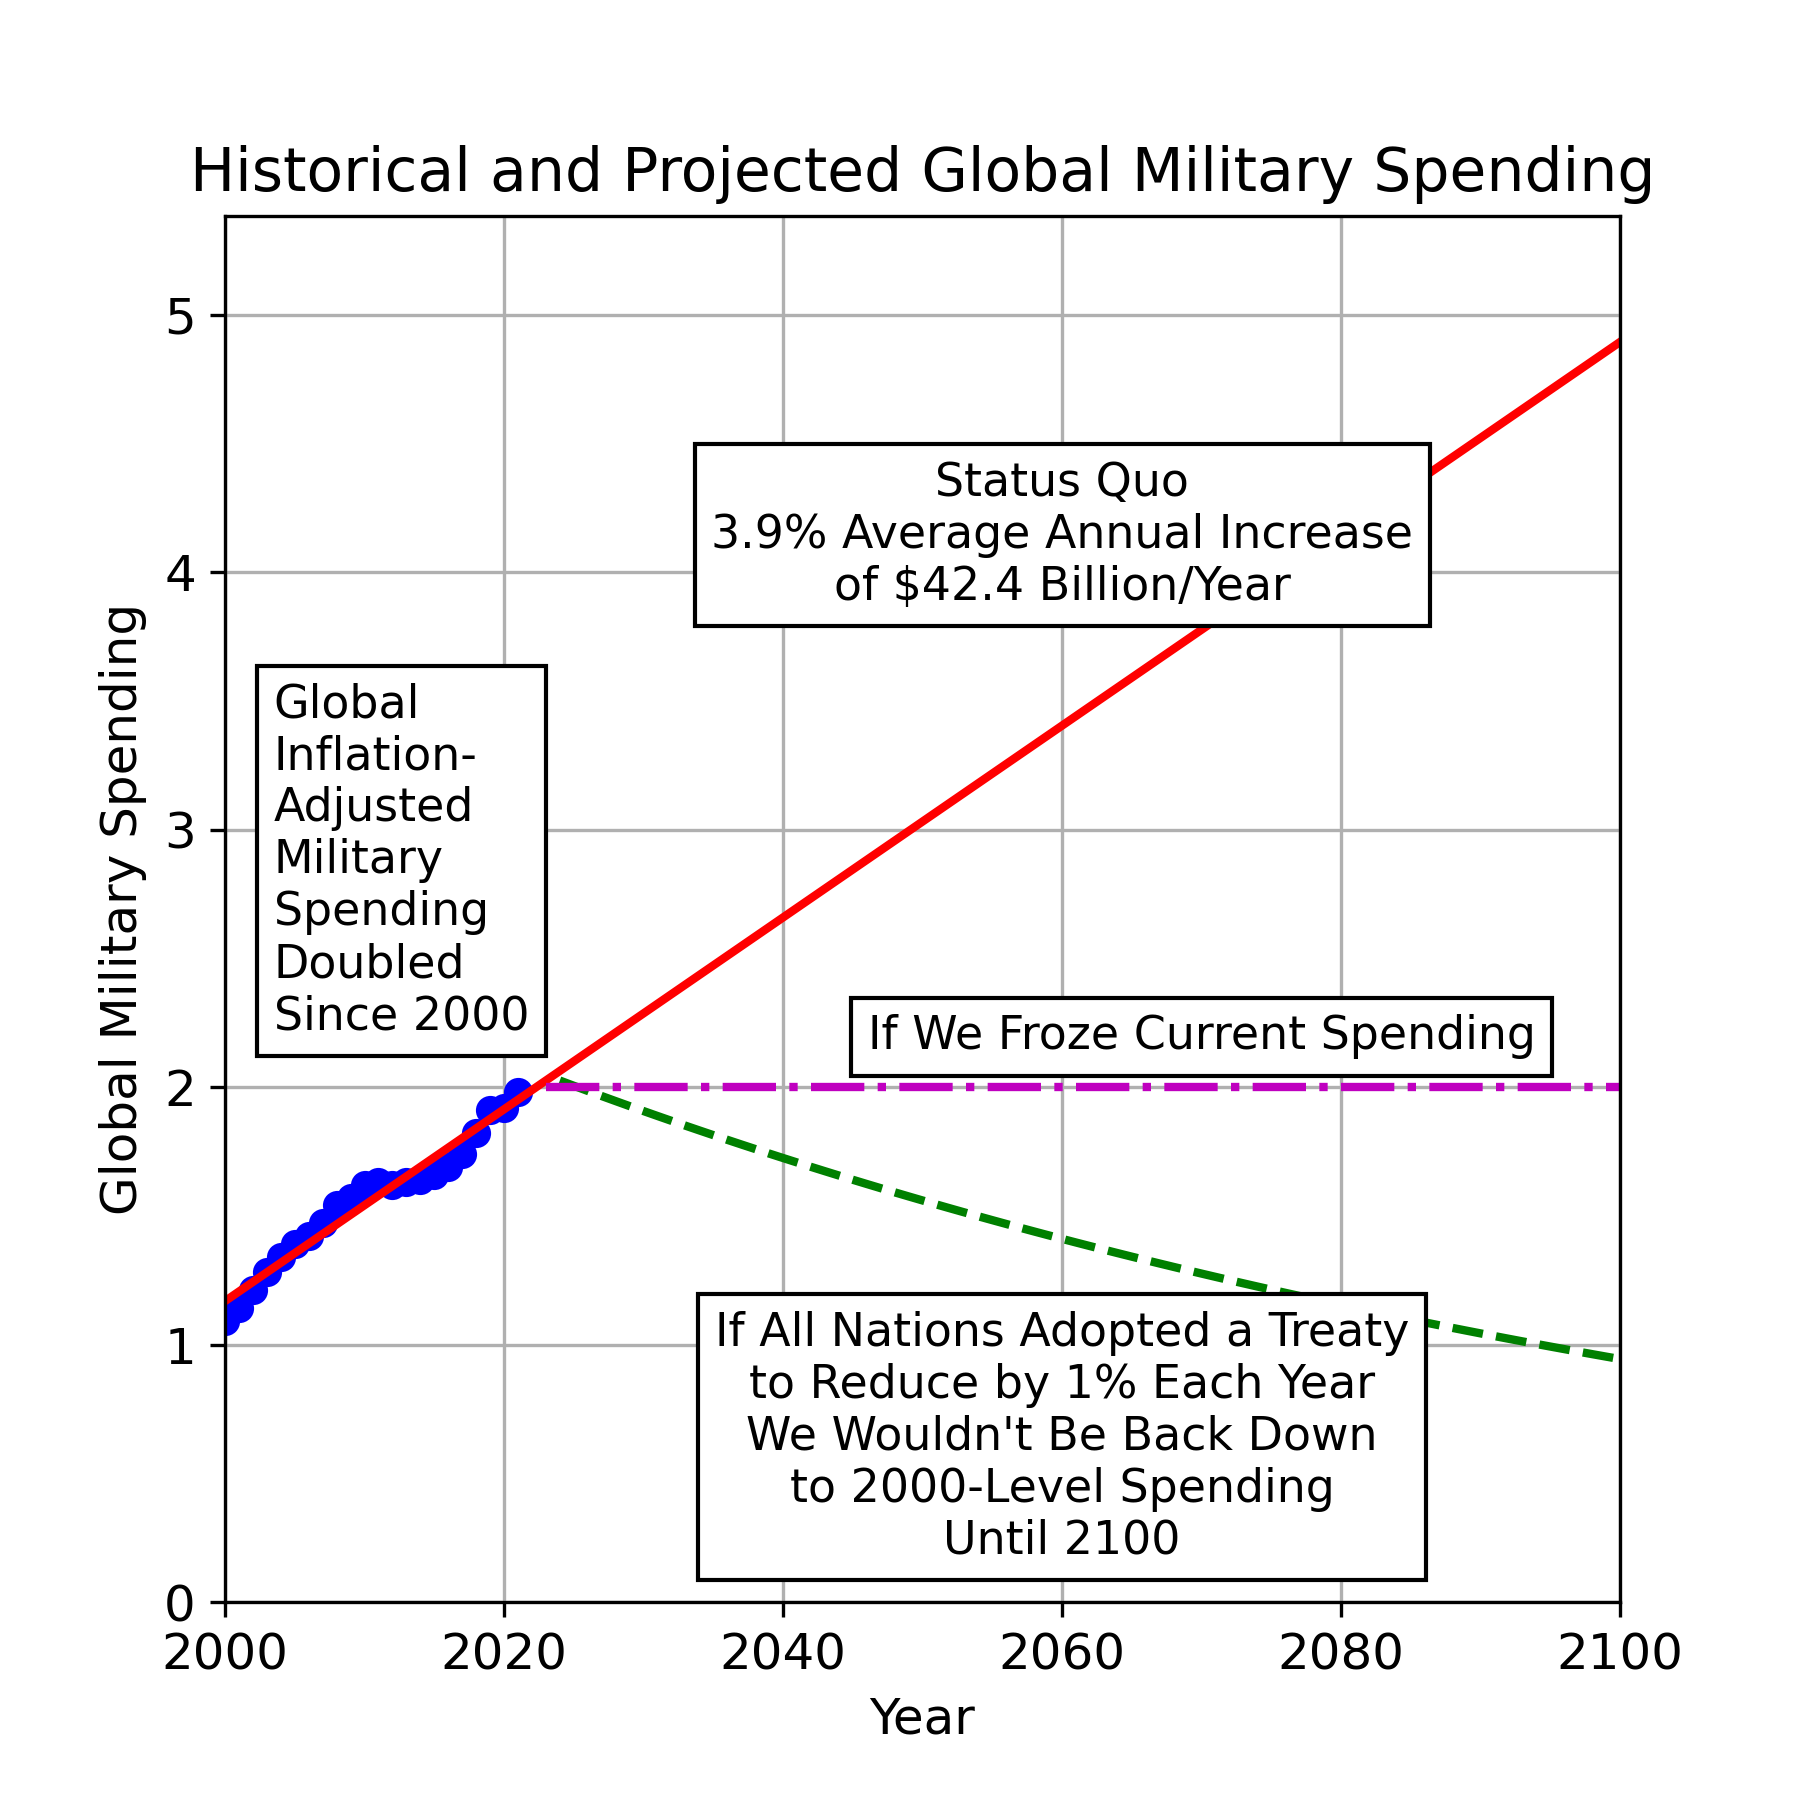 Historical and Projected Global Military Spending
5
4
3
2
1
0
Global Military Spending
Status Quo
3.9% Average Annual Increase
of $42.4 Billion/Year
Global
Inflation-
Adjusted
Military
Spending
Doubled
Since 2000
If We Froze Current Spending
If All Nations Adopted a Treaty
to Reduce by 1% Each Year
We Wouldn't Be Back Down
to 2000-Level Spending
Until 2100
2000 2020 2040 2060 2080 2100
Year